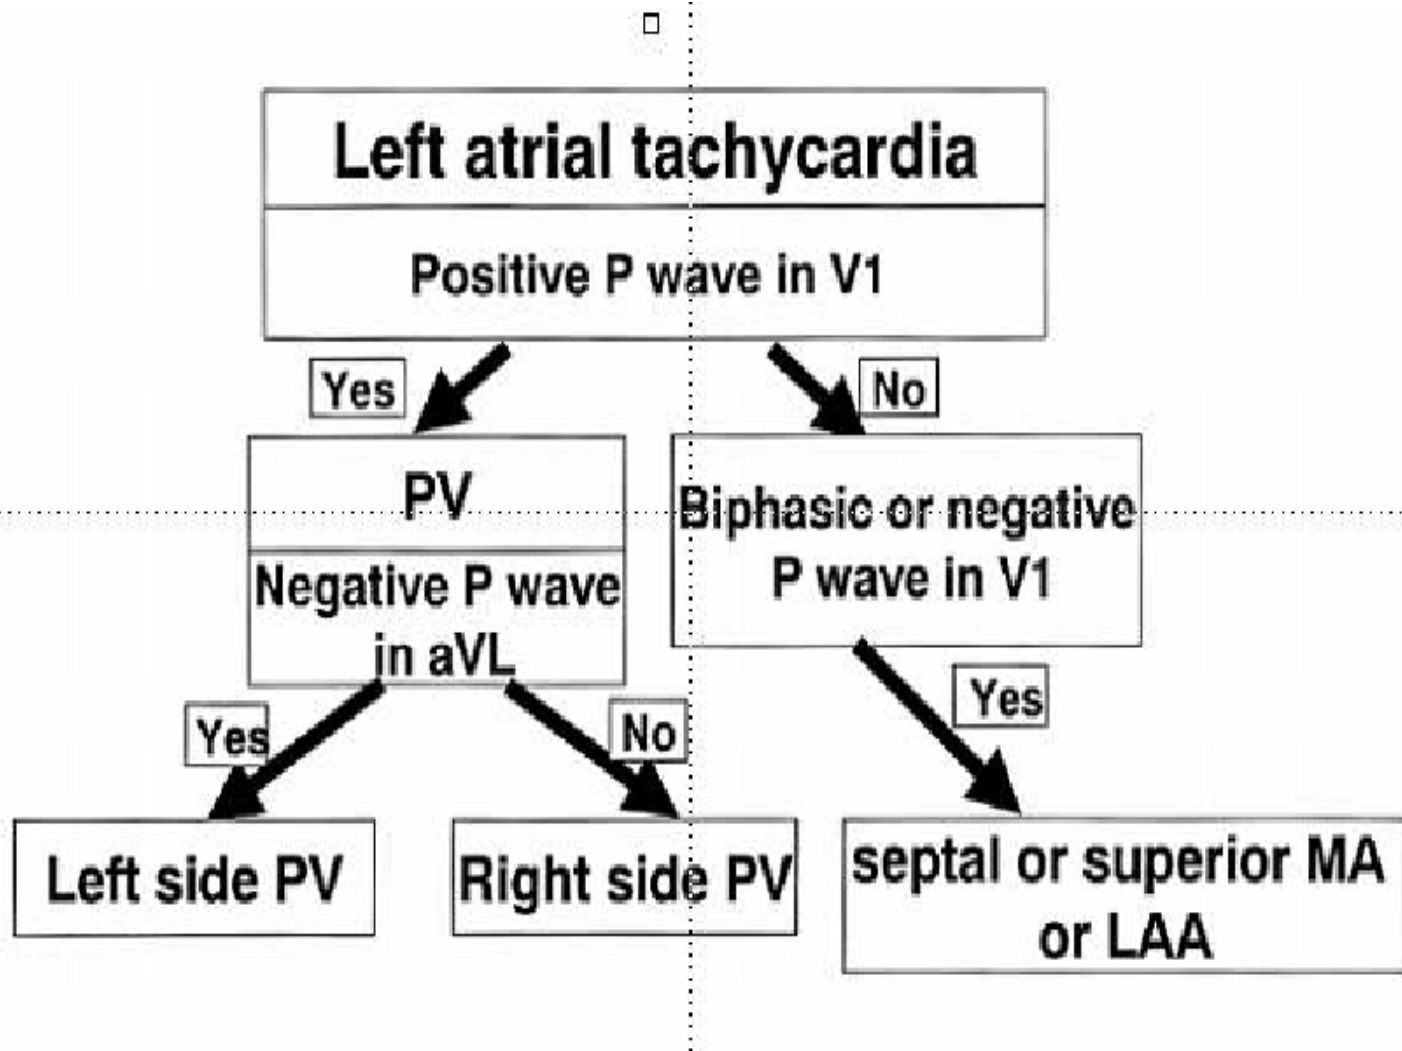 Left atrial tachycardia
Positive P wave in V1
Yes
No
PV
Negative P wave
in aVL
Biphasic or negative
P wave in V1
Yes
No
Yes
Left side PV
Right side PV
septal or superior MA
or LAA